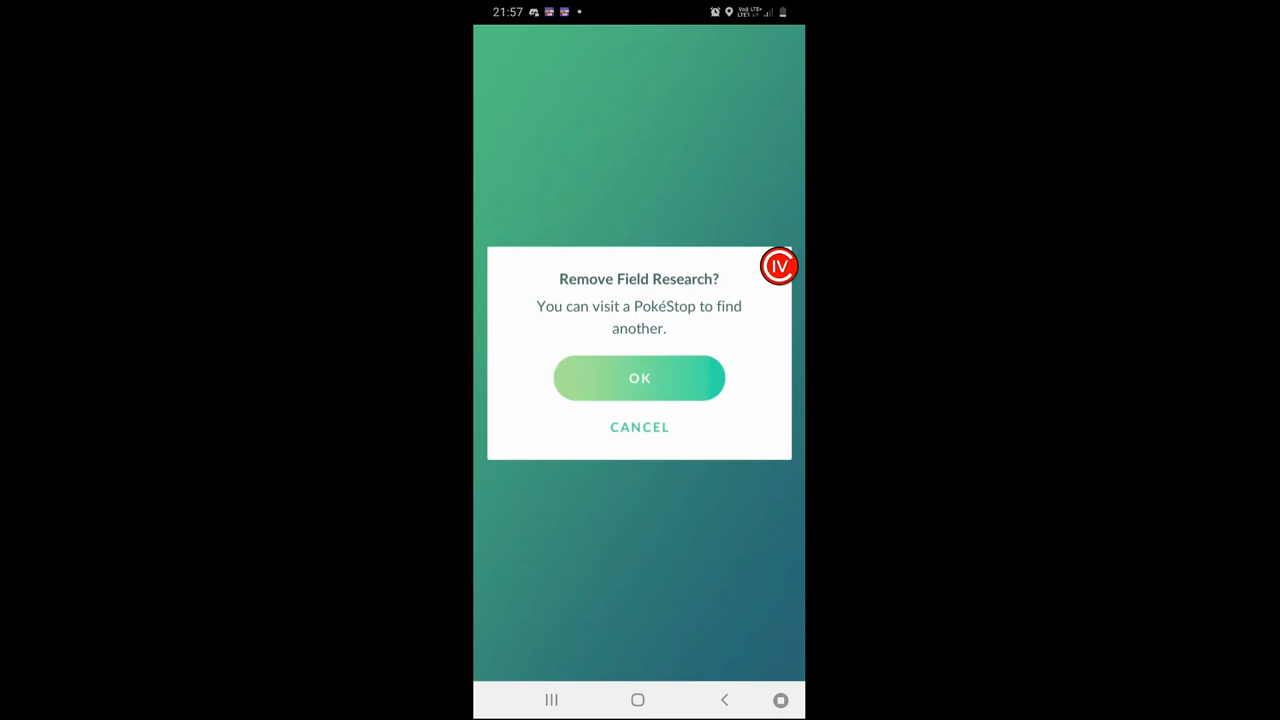 21:57
Remove Field Research?
You can visit a PokéStop to find
another.
IV
OK
CANCEL